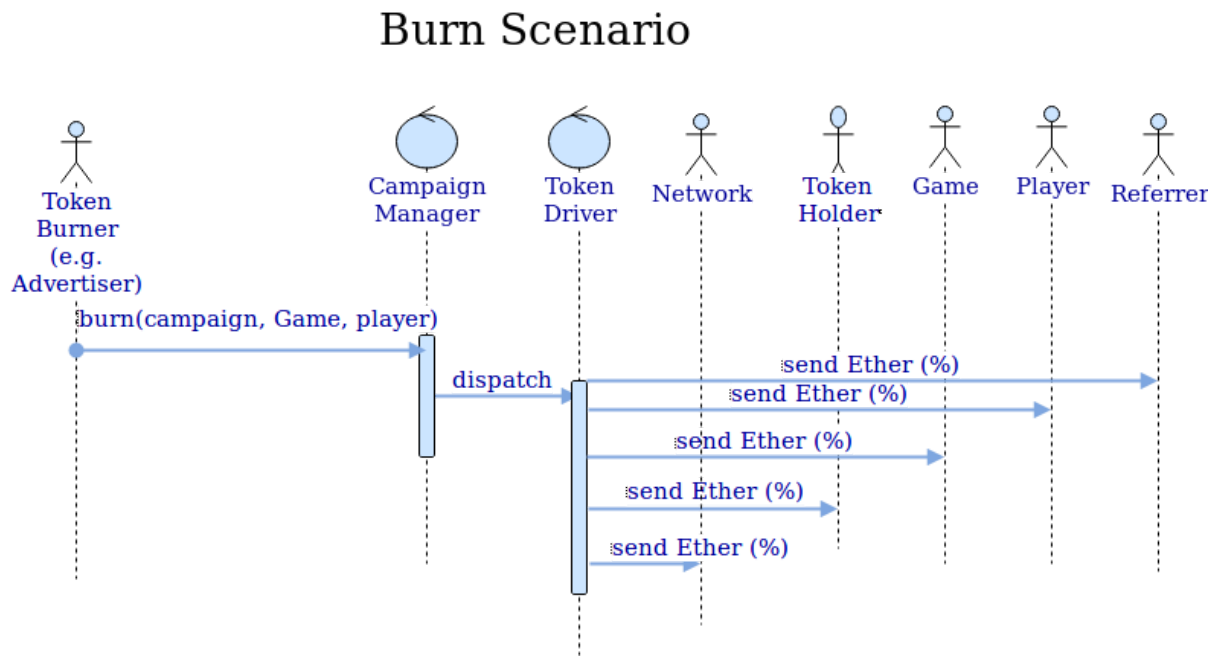 Burn Scenario
Token
Burner
(e.g.
Advertiser)
Campaign
Manager
Token
Driver
Network
Token
Holder
Game
Player
Referrer
burn(campaign, Game, player)
dispatch
send Ether (%)
send Ether (%)
send Ether (%)
send Ether (%)
send Ether (%)